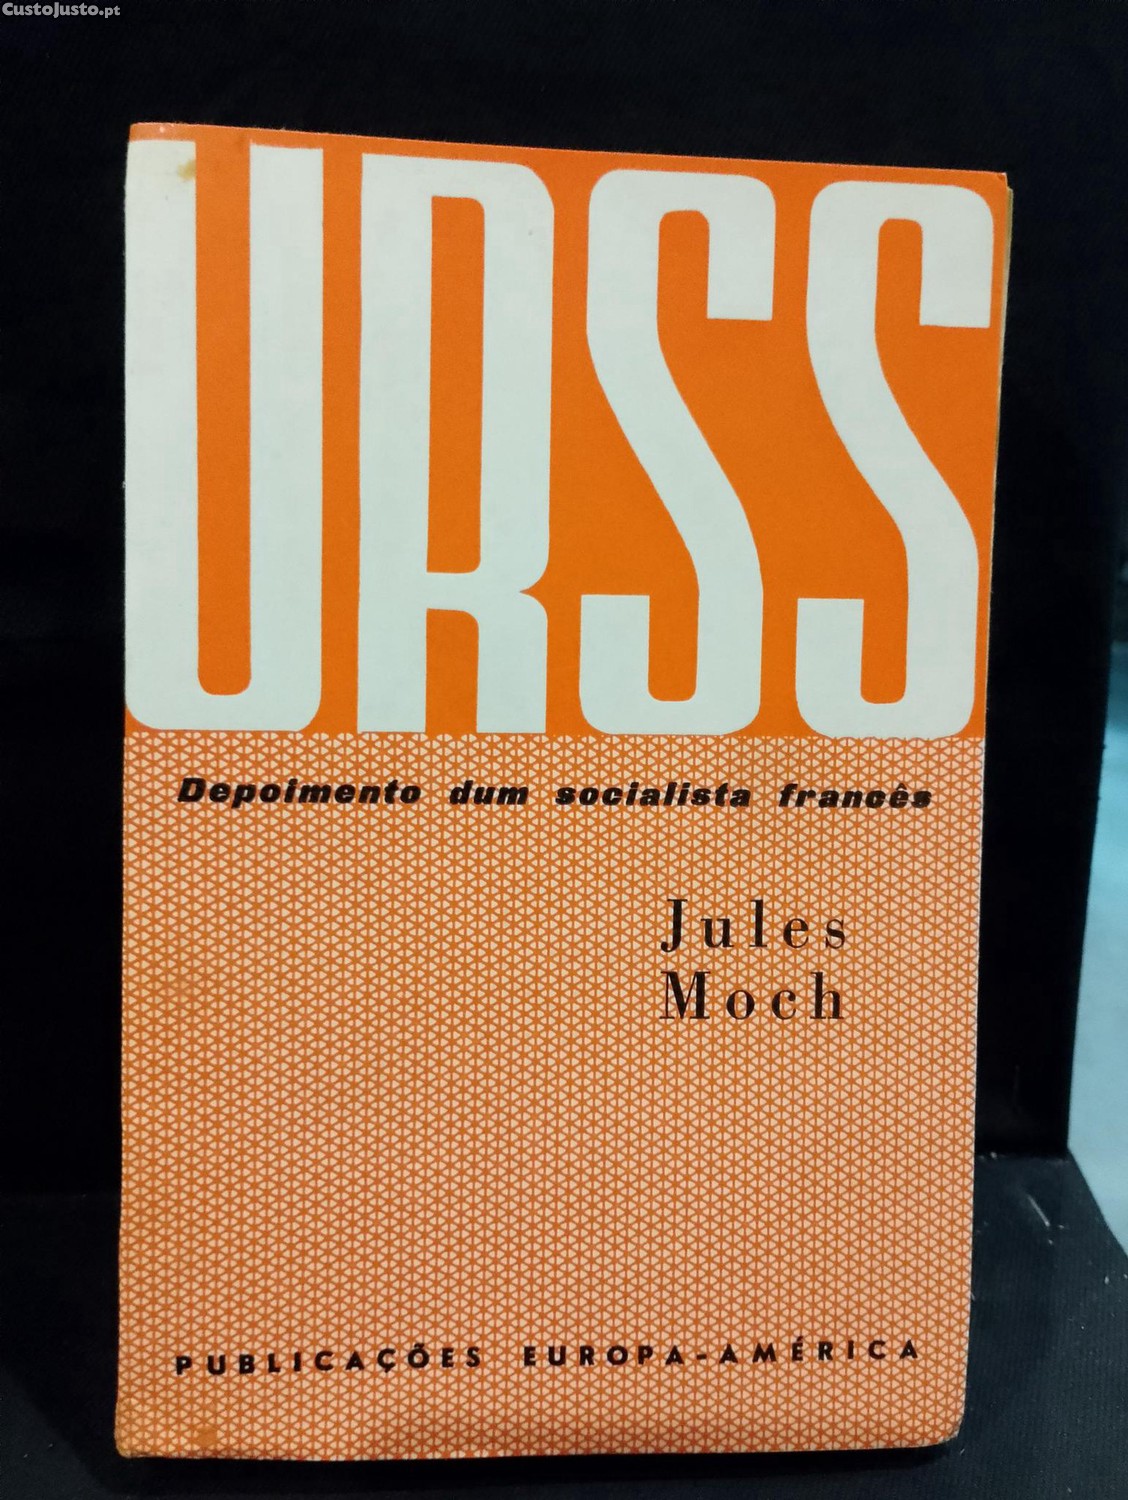 CustoJusto.pt
URSS
Depoimento dum socialista francês
Jules
Moch
PUBLICAÇÕES EUROPA-AMÉRICA